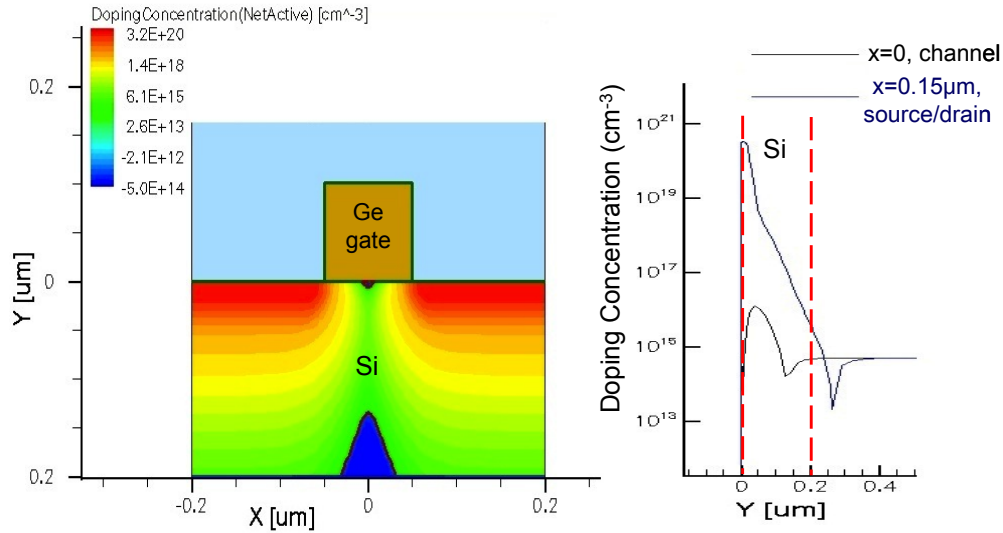 DopingConcentration(NetActive) [cm^-3]
3.2E+20
1.4E+18
6.1E+15
2.6E+13
-2.1E+12
-5.0E+14
0.2
0
0.2
Y [um]
Ge
gate
Si
-0.2
0
0.2
X [um]
x=0, channel
x=0.15μm,
source/drain
Si
10^21
10^19
10^17
10^15
10^13
Doping Concentration (cm^-3)
0
0.2
0.4
Y [um]